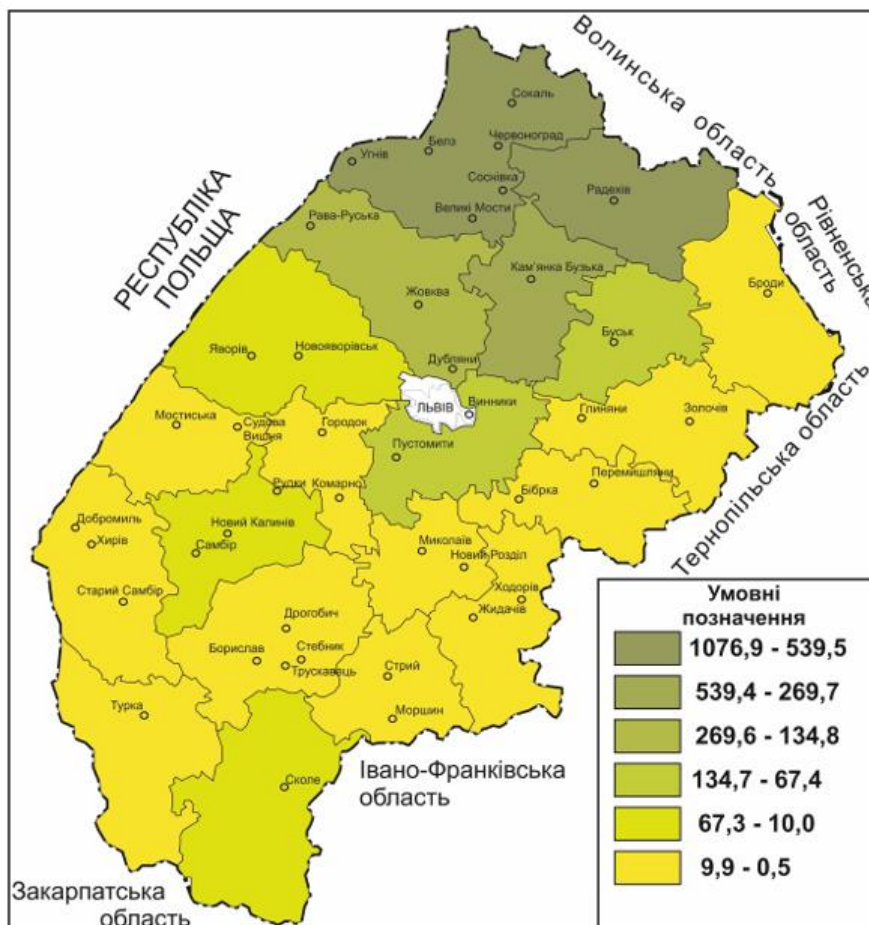 Волинська область
Сокаль
Червоноград
Белз
Угнів
Соснівка
Радехів
Великі Мости
РЕСПУБЛІКА
ПОЛЬЩА
Рівненська
область
Рава-Руська
Кам'янка Бузька
Броди
Жовква
Буськ
Яворів
Новояворівськ
Дубляни
ЛЬВІВ
Винники
Мостиська
Судова
Вишня
Городок
Глиняни
Золочів
Пустомити
Тернопільська область
Рудки
Комарно
Бібрка
Перемишляни
Добромиль
Хирів
Новий Калинів
Самбір
Миколаїв
Новий Розділ
Старий Самбір
Ходорів
Жидачів
Дрогобич
Борислав
Стебник
Трускавець
Стрий
Моршин
Турка
Сколе
Івано-Франківська
область
Закарпатська
область
Умовні
позначення
1076,9 - 539,5
539,4 - 269,7
269,6 - 134,8
134,7 - 67,4
67,3 - 10,0
9,9 - 0,5